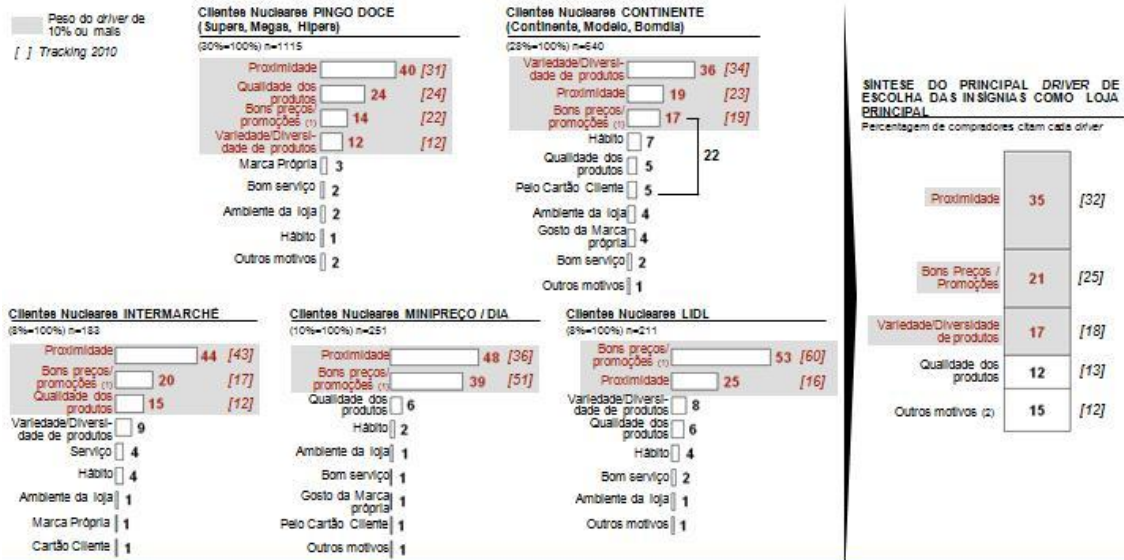 Peso do driver de
10% ou mais
[ ] Tracking 2010
Clientes Nucleares PINGO DOCE
(Supers, Megas, Hipers)
(30%=100%) n=1115
Proximidade 40 [31]
Qualidade dos
produtos 24 [24]
Bons preços/
promoções (1) 14 [22]
Variedade/Diversi-
dade de produtos 12 [12]
Marca Própria 3
Bom serviço 2
Ambiente da loja 2
Hábito 1
Outros motivos 2
Clientes Nucleares CONTINENTE
(Continente, Modelo, Bomdia)
(28%=100%) n=640
Variedade/Diversi-
dade de produtos 36 [34]
Proximidade 19 [23]
Bons preços/
promoções (1) 17 [19]
Hábito 7
Qualidade dos
produtos 5
22
Pelo Cartão Cliente 5
Ambiente da loja 4
Gosto da Marca
própria 4
Bom serviço 2
Outros motivos 1
Clientes Nucleares INTERMARCHÉ
(8%=100%) n=183
Proximidade 44 [43]
Bons preços/
promoções (1) 20 [17]
Qualidade dos
produtos 15 [12]
Variedade/Diversi-
dade de produtos 9
Serviço 4
Hábito 4
Ambiente da loja 1
Marca Própria 1
Cartão Cliente 1
Clientes Nucleares MINIPREÇO / DIA
(10%=100%) n=251
Proximidade 48 [36]
Bons preços/
promoções (1) 39 [51]
Qualidade dos
produtos 6
Hábito 2
Ambiente da loja 1
Bom serviço 1
Gosto da Marca
própria 1
Pelo Cartão Cliente 1
Outros motivos 1
Clientes Nucleares LIDL
(8%=100%) n=211
Bons preços/
promoções (1) 53 [60]
Proximidade 25 [16]
Variedade/Diversi-
dade de produtos 8
Qualidade dos
produtos 6
Hábito 4
Bom serviço 2
Ambiente da loja 1
Outros motivos 1
SÍNTESE DO PRINCIPAL DRIVER DE
ESCOLHA DAS INSÍGNIAS COMO LOJA
PRINCIPAL
Percentagem de compradores citam cada driver
Proximidade 35 [32]
Bons Preços /
Promoções 21 [25]
Variedade/Diversidade
de produtos 17 [18]
Qualidade dos
produtos 12 [13]
Outros motivos (2) 15 [12]